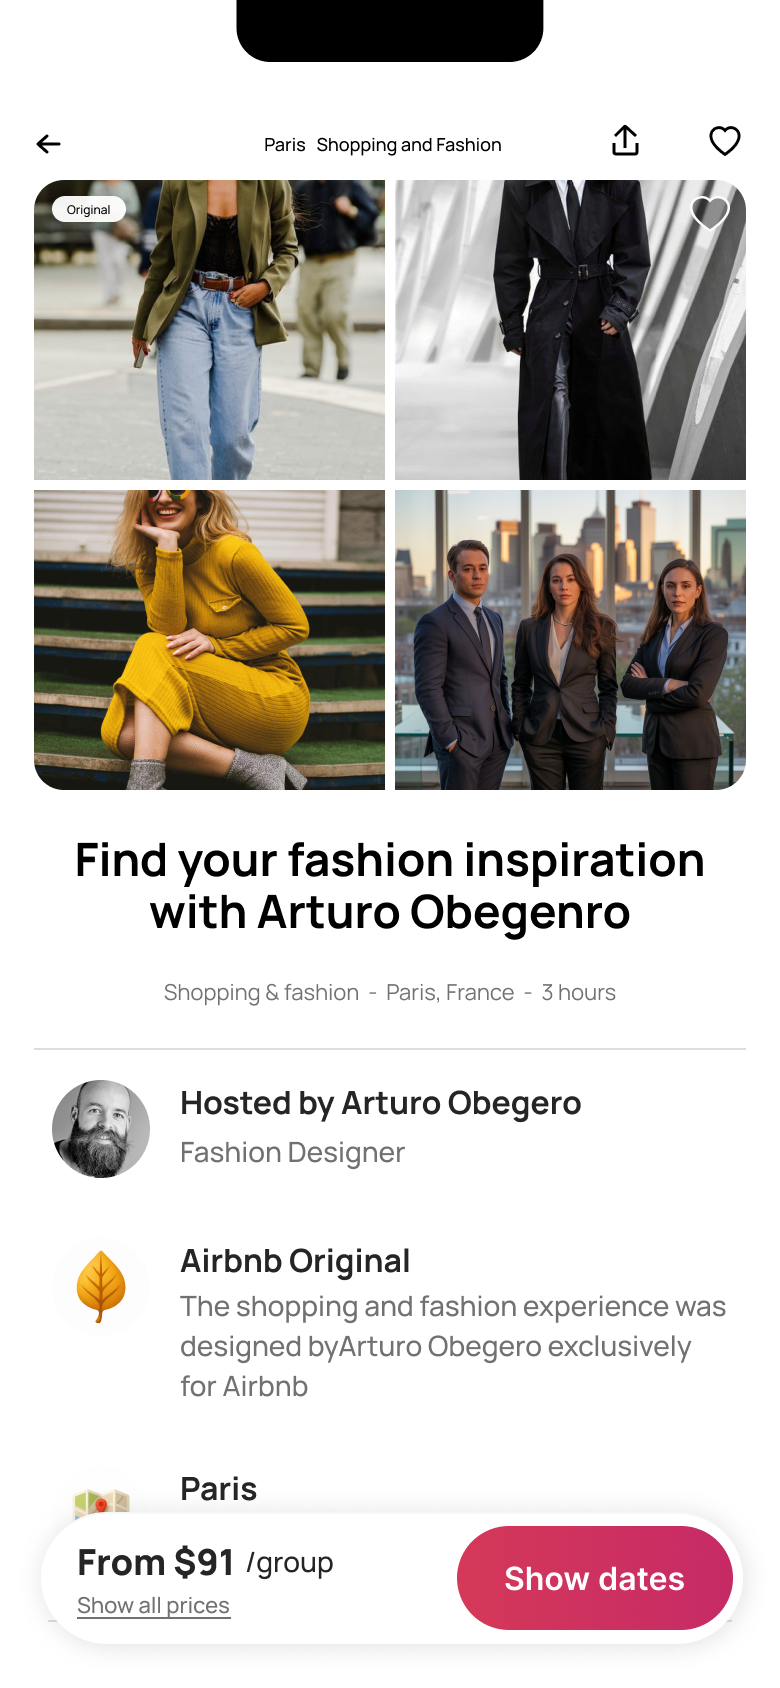 Paris Shopping and Fashion
Original
Find your fashion inspiration
with Arturo Obegenro
Shopping & fashion - Paris, France - 3 hours
Hosted by Arturo Obegero
Fashion Designer
Airbnb Original
The shopping and fashion experience was
designed byArturo Obegero exclusively
for Airbnb
Paris
From $91 /group
Show all prices
Show dates